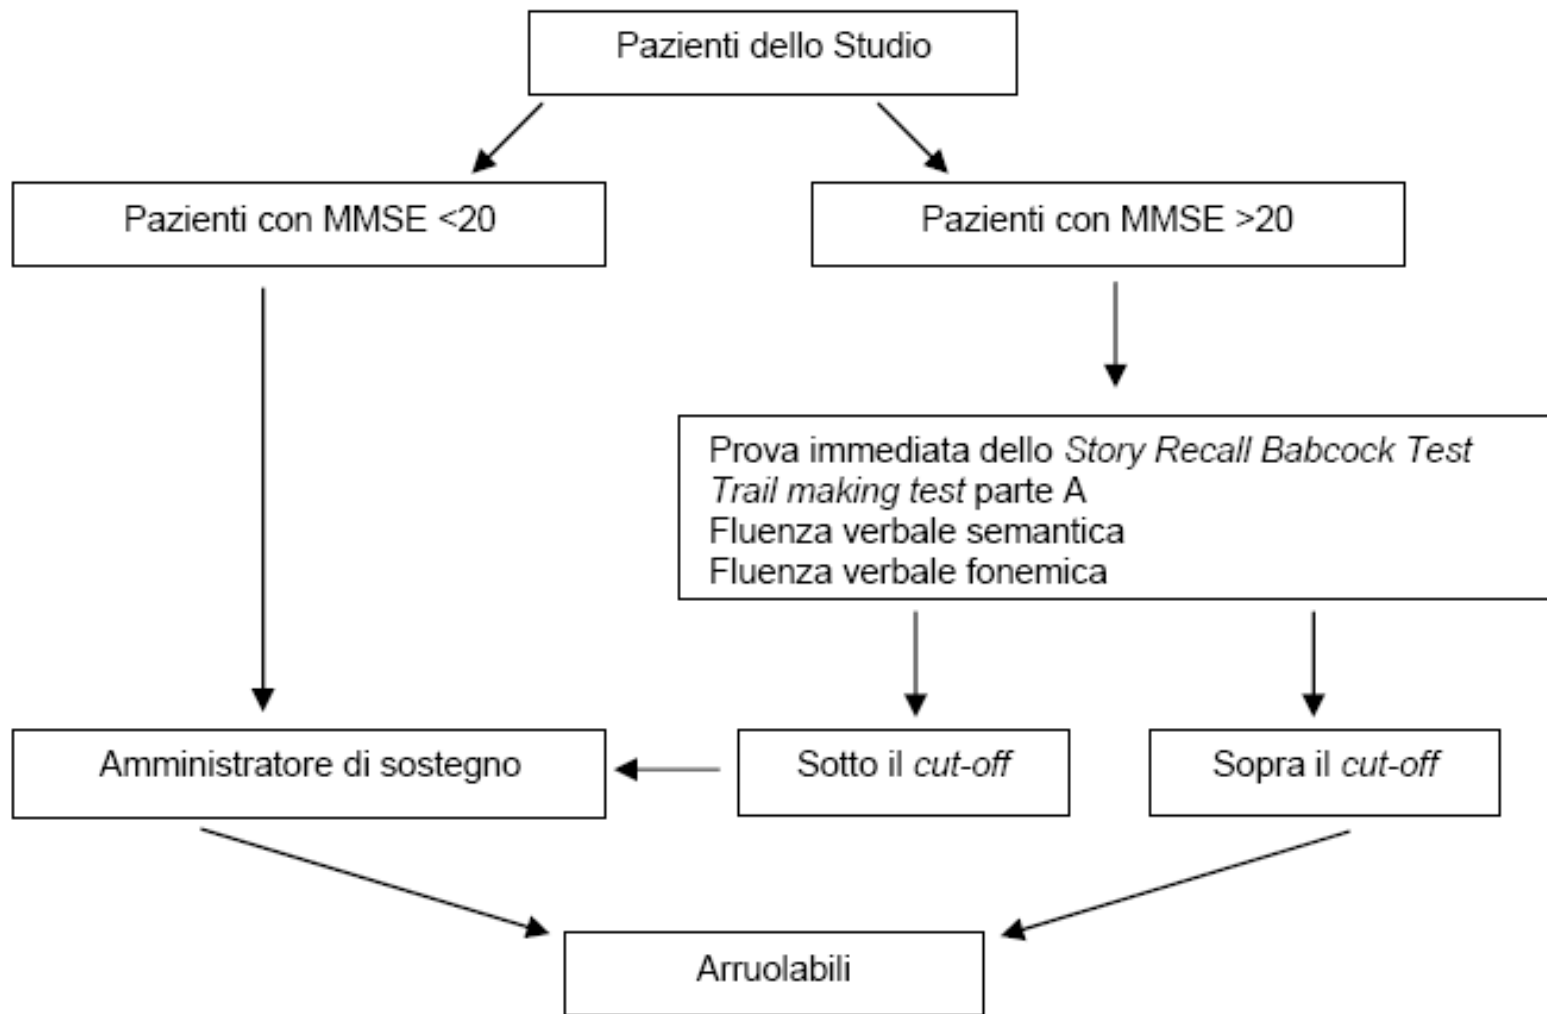 Pazienti dello Studio
Pazienti con MMSE <20
Pazienti con MMSE >20
Prova immediata dello Story Recall Babcock Test
Trail making test parte A
Fluenza verbale semantica
Fluenza verbale fonemica
Amministratore di sostegno
Sotto il cut-off
Sopra il cut-off
Arruolabili